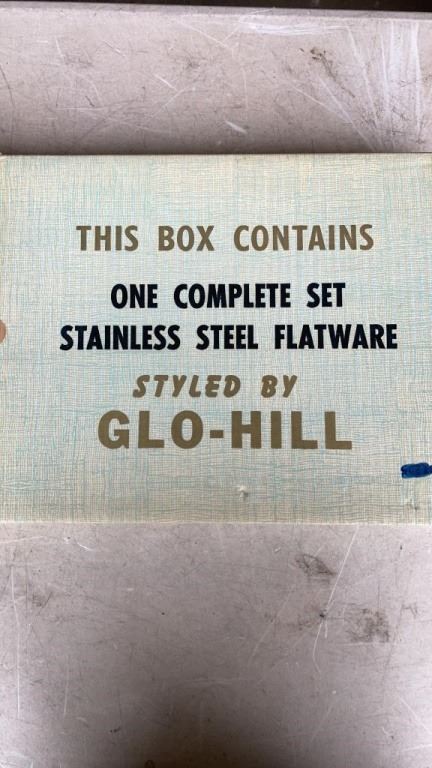 THIS BOX CONTAINS
ONE COMPLETE SET
STAINLESS STEEL FLATWARE
STYLED BY
GLO-HILL